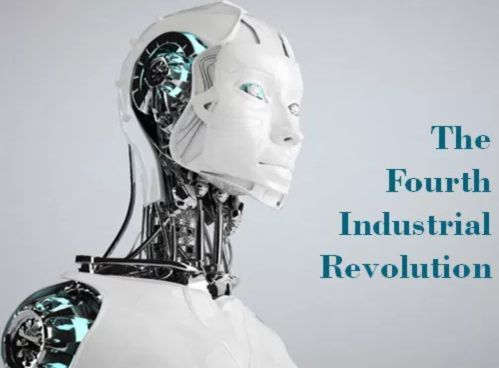 The
Fourth
Industrial
Revolution